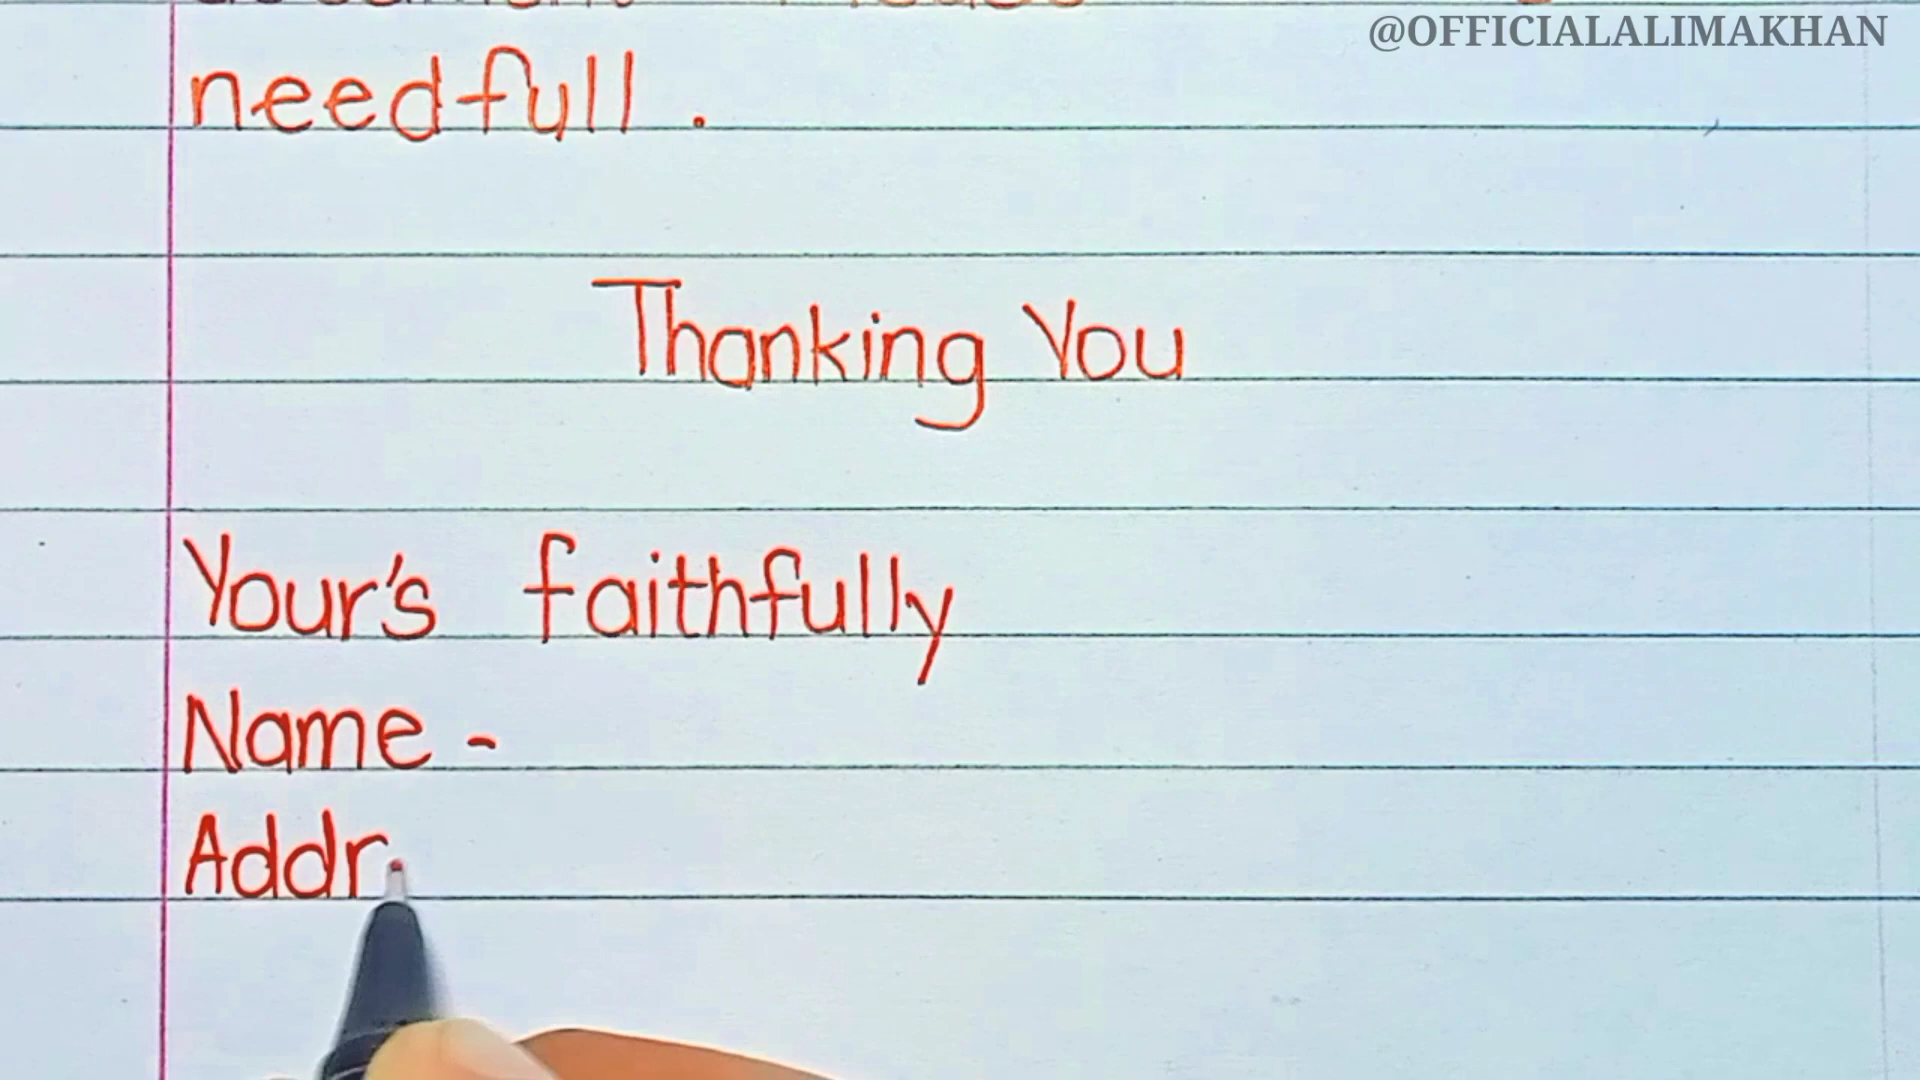 @OFFICIALALIMAKHAN
needfull .
Thanking You
Your's faithfully
Name -
Addr